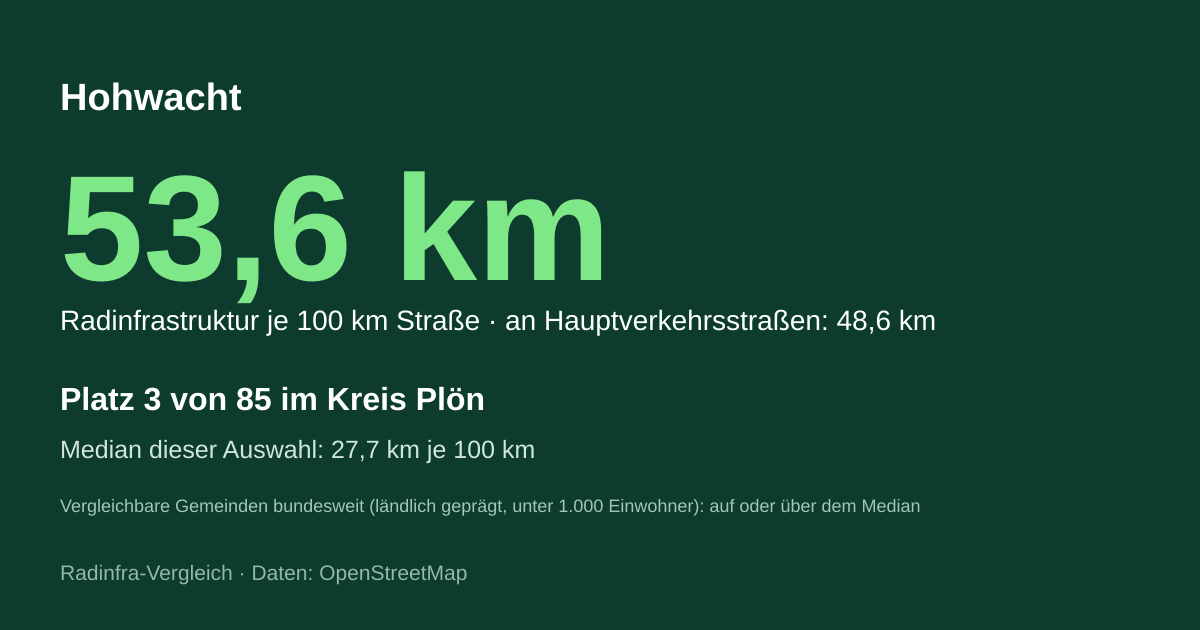 Hohwacht
53,6 km
Radinfrastruktur je 100 km Straße · an Hauptverkehrsstraßen: 48,6 km
Platz 3 von 85 im Kreis Plön
Median dieser Auswahl: 27,7 km je 100 km
Vergleichbare Gemeinden bundesweit (ländlich geprägt, unter 1.000 Einwohner): auf oder über dem Median
Radinfra-Vergleich · Daten: OpenStreetMap